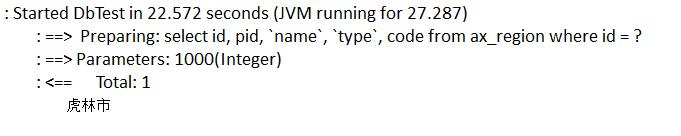 : Started DbTest in 22.572 seconds (JVM running for 27.287)
: ==> Preparing: select id, pid, `name`, `type`, code from ax_region where id = ?
: ==> Parameters: 1000(Integer)
: <== Total: 1
虎林市